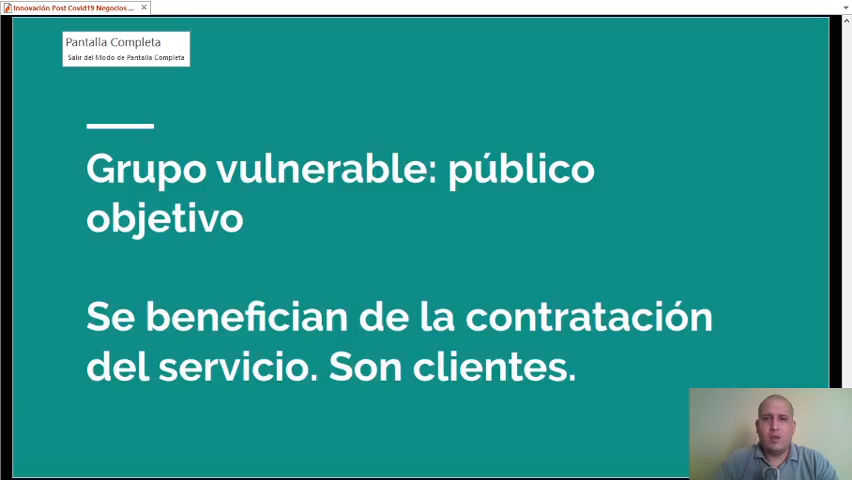 Innovación Post Covid19 Negocios ...
Pantalla Completa
Salir del Modo de Pantalla Completa
Grupo vulnerable: público
objetivo
Se benefician de la contratación
del servicio. Son clientes.